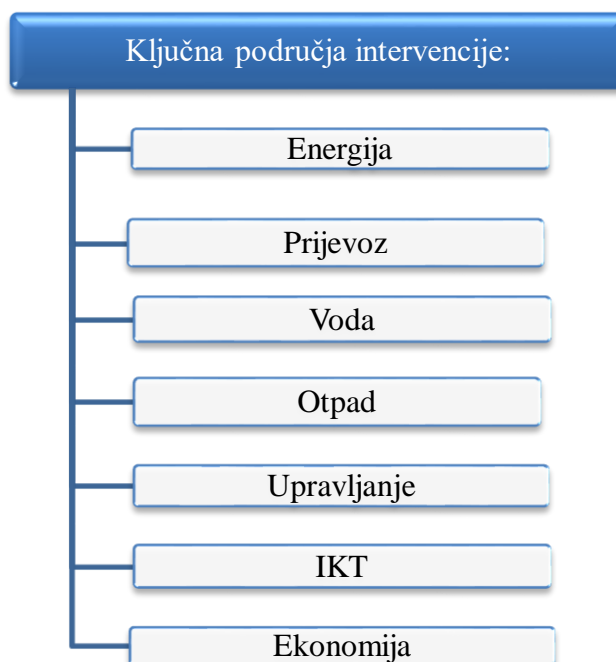 Ključna područja intervencije:
Energija
Prijevoz
Voda
Otpad
Upravljanje
IKT
Ekonomija